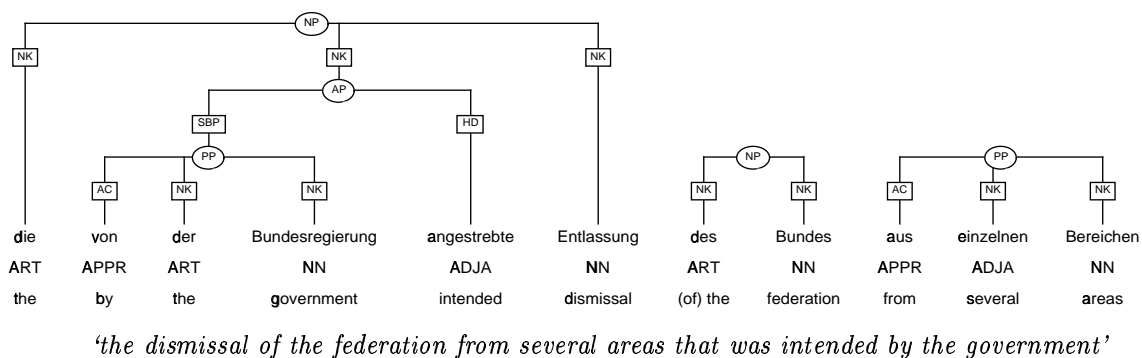 NP
NK NK NK
AP
SBP HD
PP NP PP
AC NK NK NK NK AC NK NK
die von der Bundesregierung angestrebte Entlassung des Bundes aus einzelnen Bereichen
ART APPR ART NN ADJA NN ART NN APPR ADJA NN
the by the government intended dismissal (of) the federation from several areas
‘the dismissal of the federation from several areas that was intended by the government’